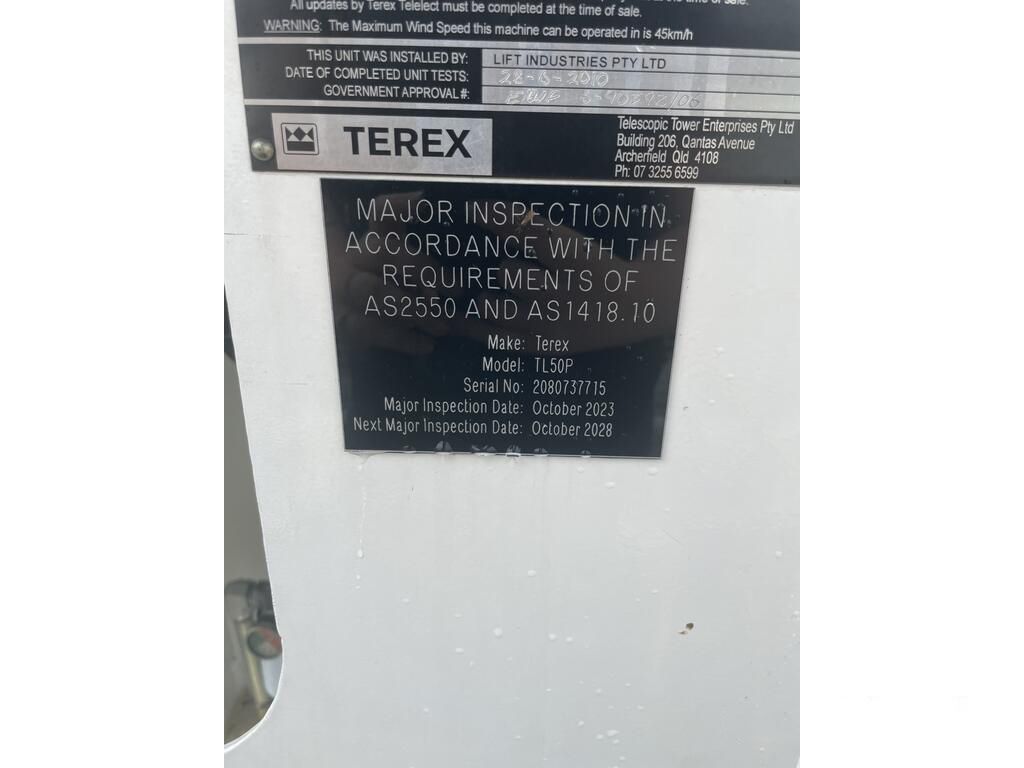 All updates by Terex Telelect must be completed at the time of sale.
WARNING: The Maximum Wind Speed this machine can be operated in is 45km/h
THIS UNIT WAS INSTALLED BY: LIFT INDUSTRIES PTY LTD
DATE OF COMPLETED UNIT TESTS:
GOVERNMENT APPROVAL#:
TEREX
Telescopic Tower Enterprises Pty Ltd
Building 206, Qantas Avenue
Archerfield Qld 4108
Ph: 07 3255 6599
MAJOR INSPECTION IN
ACCORDANCE WITH THE
REQUIREMENTS OF
AS2550 AND AS1418.10
Make: Terex
Model: TL50P
Serial No: 2080737715
Major Inspection Date: October 2023
Next Major Inspection Date: October 2028